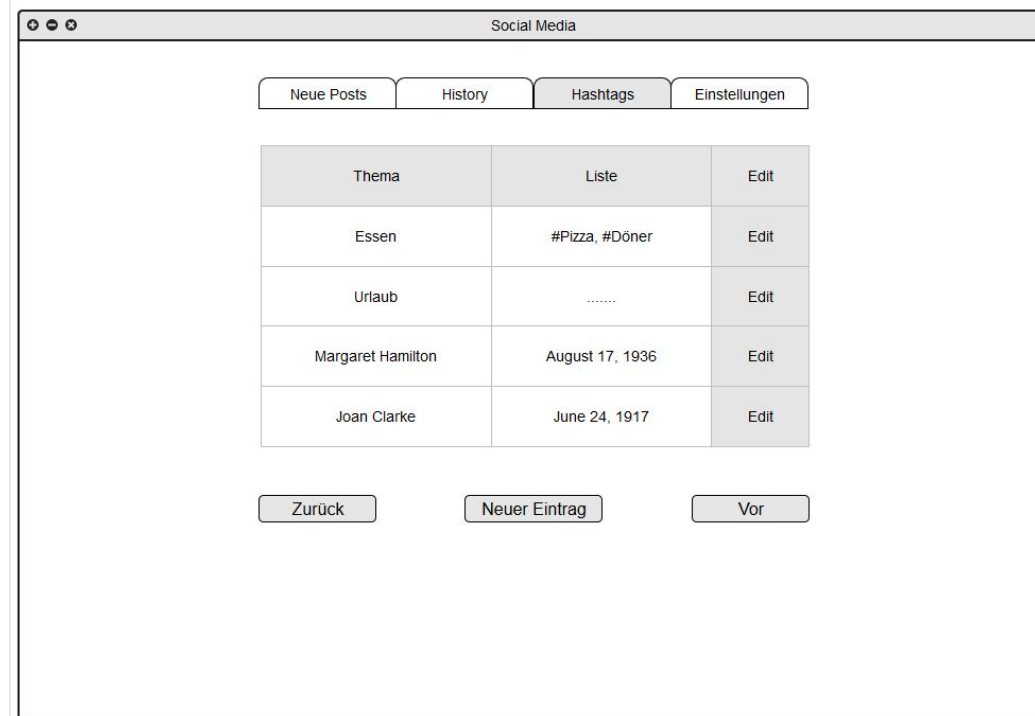 Social Media
Neue Posts History Hashtags Einstellungen
Thema Liste Edit
Essen #Pizza, #Döner Edit
Urlaub ....... Edit
Margaret Hamilton August 17, 1936 Edit
Joan Clarke June 24, 1917 Edit
Zurück Neuer Eintrag Vor